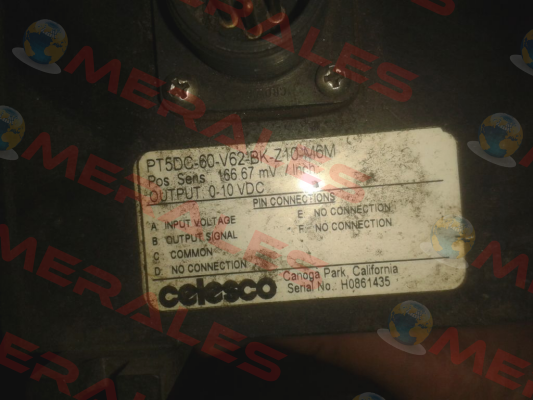 PT5DC-60-V62-BK-Z10-M6M
Pos Sens: 166.67 mV / Inch
OUTPUT 0-10 VDC
PIN CONNECTIONS
A INPUT VOLTAGE
B OUTPUT SIGNAL
C COMMON
D NO CONNECTION
E NO CONNECTION
F NO CONNECTION
celesco
Canoga Park, California
Serial No.: H0861435
MERALES
MERALES
MERALES
MERALES